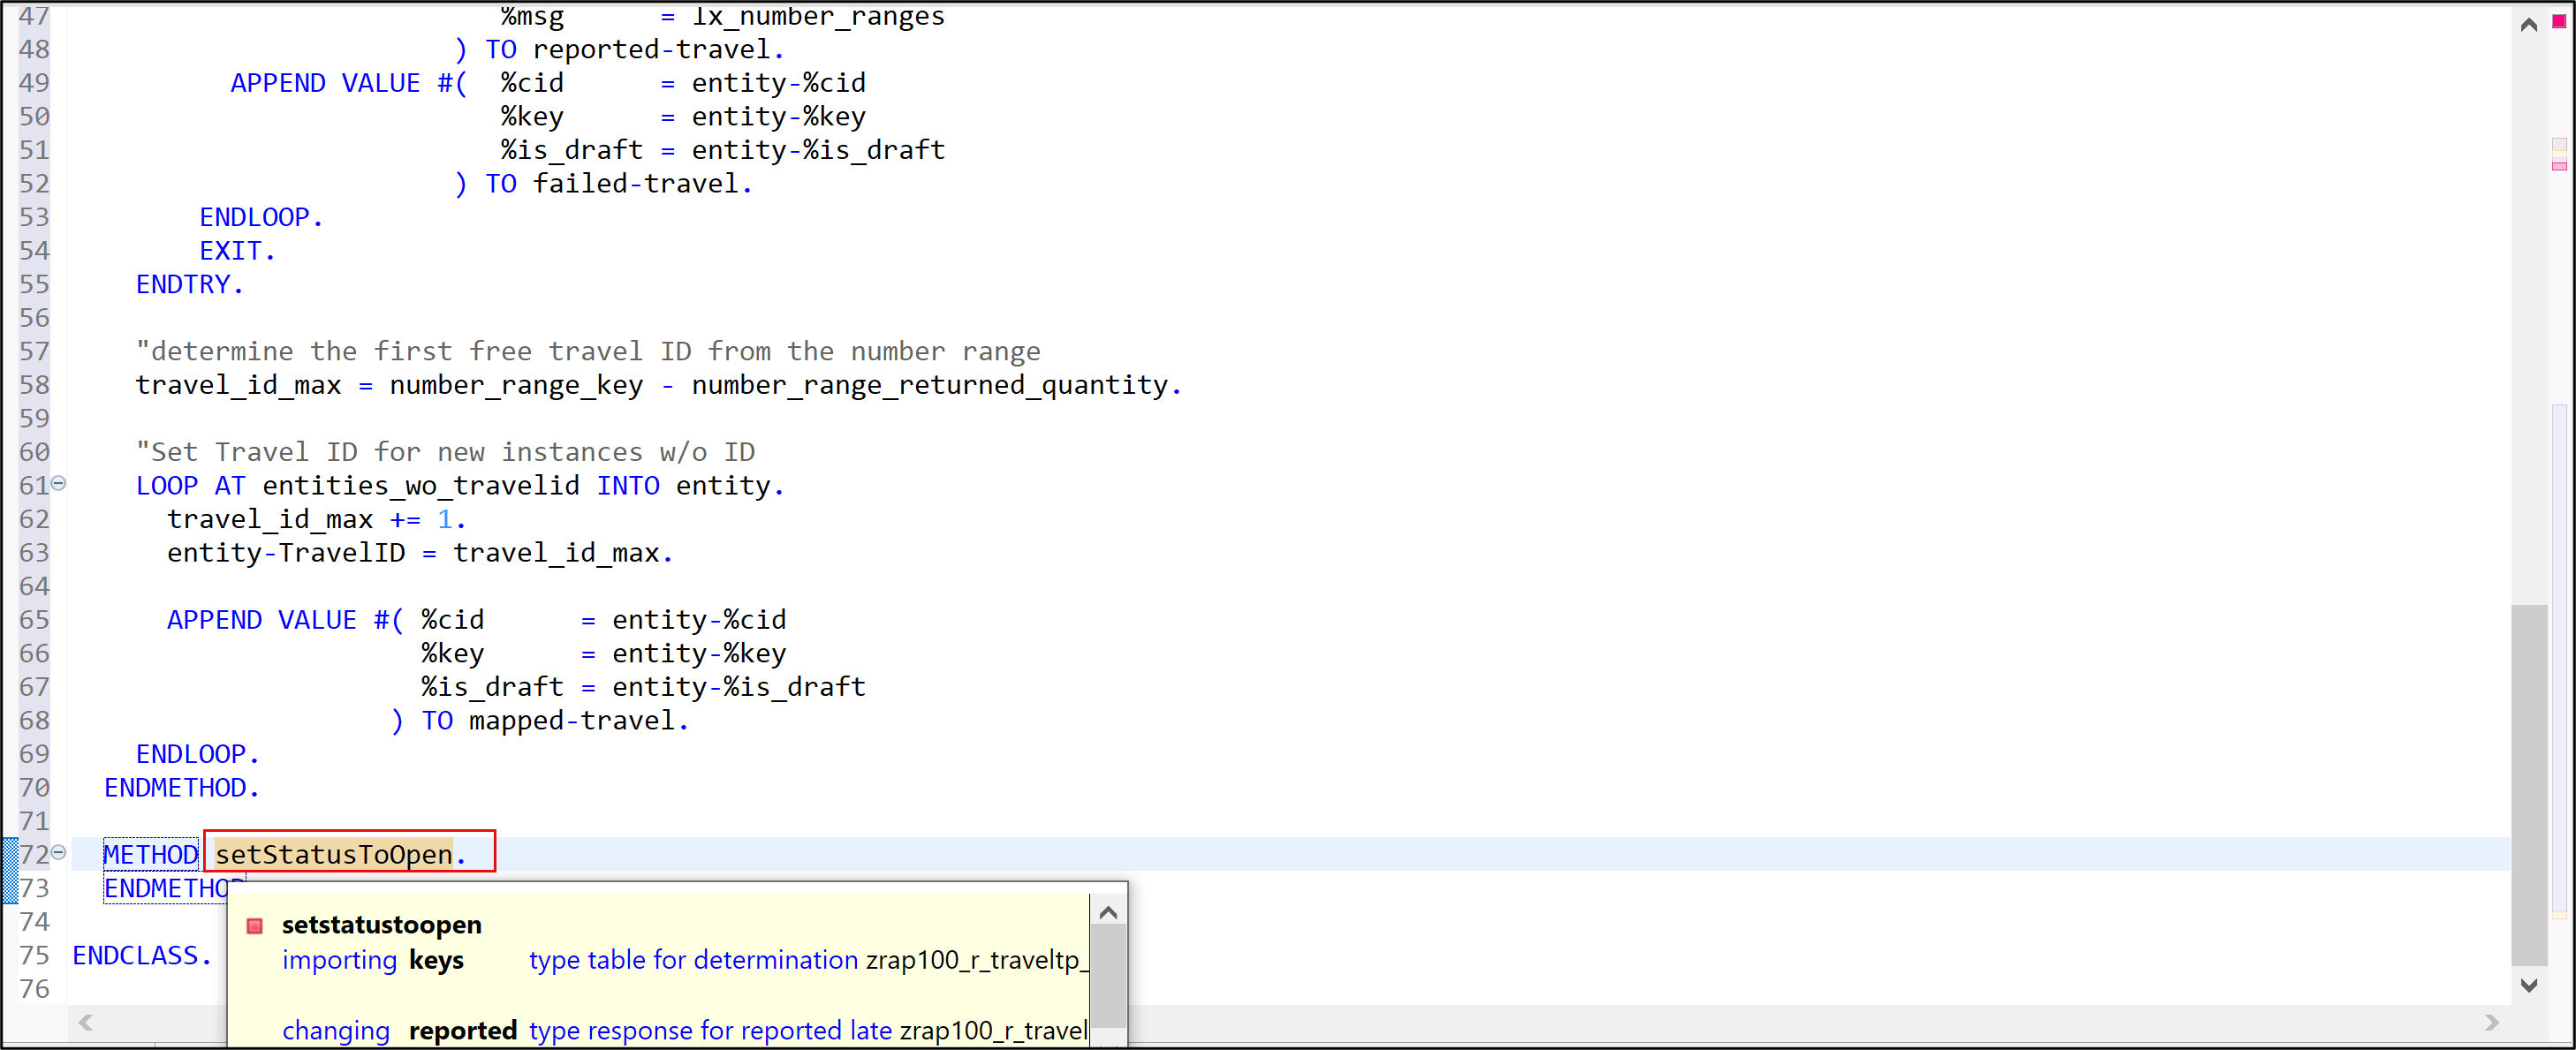 47 %msg = lx_number_ranges
48 ) TO reported-travel.
49 APPEND VALUE #( %cid = entity-%cid
50 %key = entity-%key
51 %is_draft = entity-%is_draft
52 ) TO failed-travel.
53 ENDLOOP.
54 EXIT.
55 ENDTRY.
56
57 "determine the first free travel ID from the number range
58 travel_id_max = number_range_key - number_range_returned_quantity.
59
60 "Set Travel ID for new instances w/o ID
61 LOOP AT entities_wo_travelid INTO entity.
62 travel_id_max += 1.
63 entity-TravelID = travel_id_max.
64
65 APPEND VALUE #( %cid = entity-%cid
66 %key = entity-%key
67 %is_draft = entity-%is_draft
68 ) TO mapped-travel.
69 ENDLOOP.
70 ENDMETHOD.
71
72 METHOD setStatusToOpen.
73 ENDMETHOD
74
75 ENDCLASS.
76
setstatustoopen
importing keys type table for determination zrap100_r_traveltp_
changing reported type response for reported late zrap100_r_travel